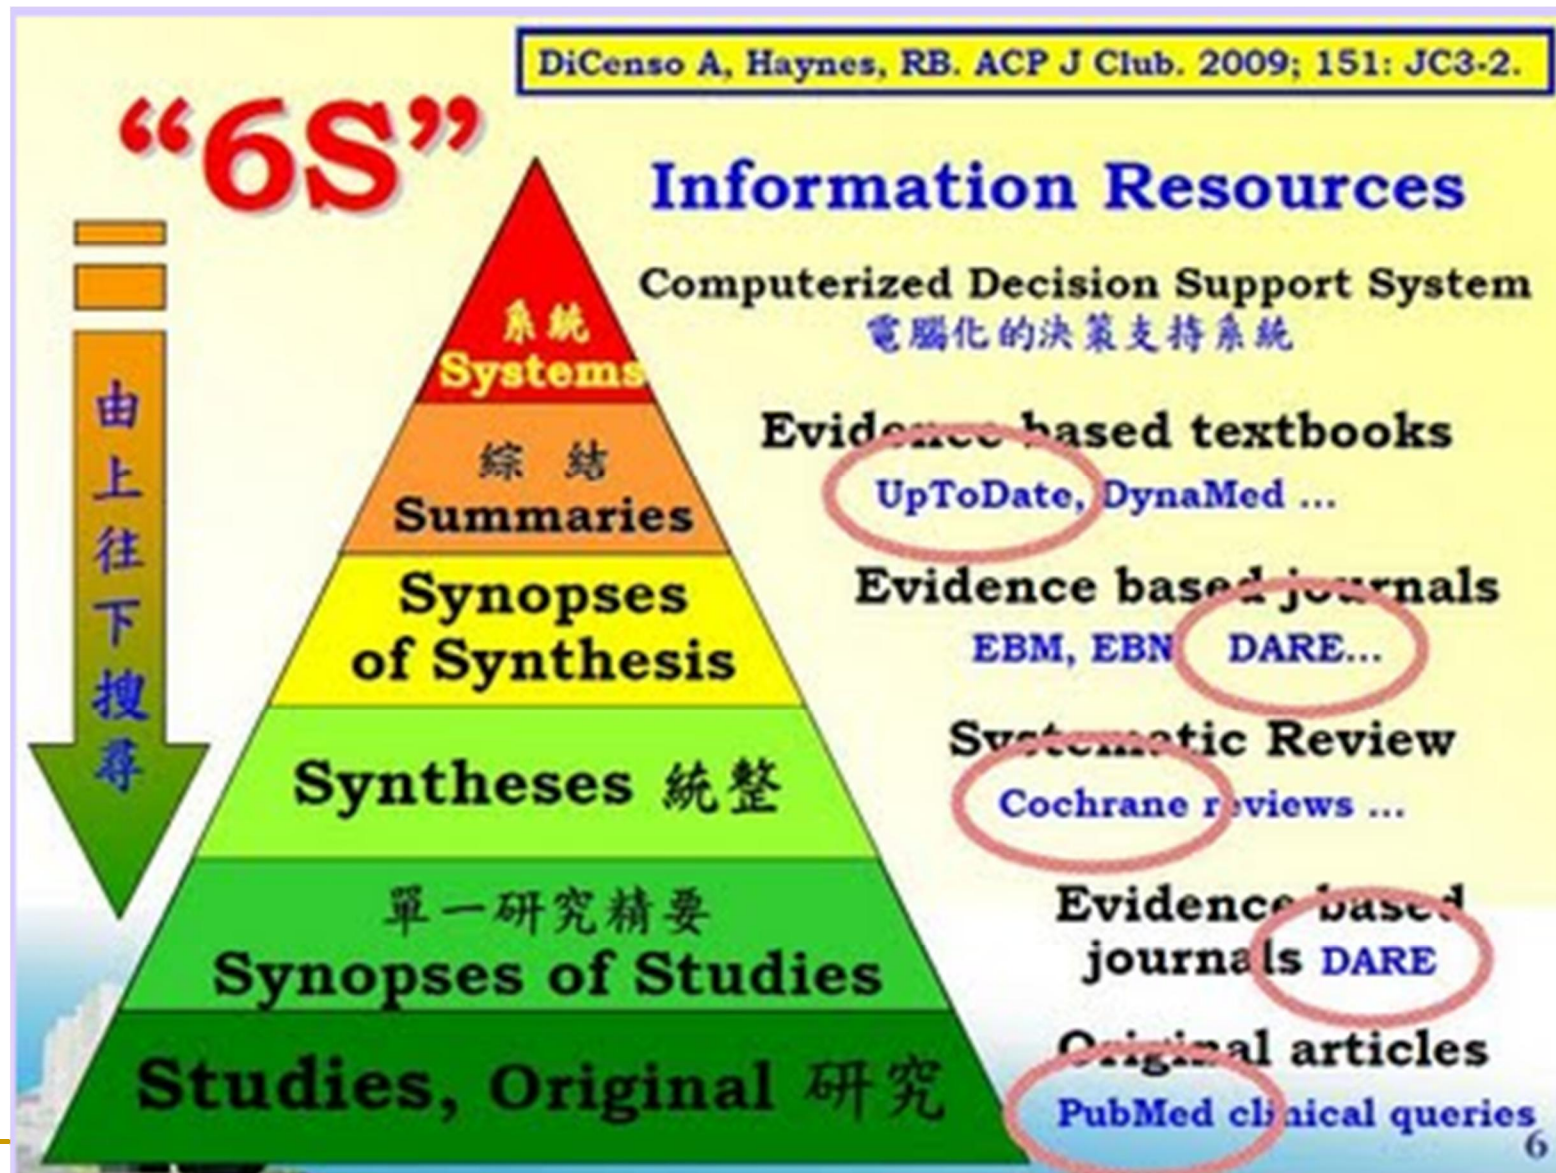 DiCenso A, Haynes, RB. ACP J Club. 2009; 151: JC3-2.
“6S”
Information Resources
由上往下搜尋
系統
Systems
Computerized Decision Support System
電腦化的決策支持系統
綜 結
Summaries
Evidence based textbooks
UpToDate, DynaMed ...
Synopses
of Synthesis
Evidence based journals
EBM, EBN DARE...
Syntheses 統整
Systematic Review
Cochrane reviews ...
單一研究精要
Synopses of Studies
Evidence based
journals DARE
Studies, Original 研究
Original articles
PubMed clinical queries
6